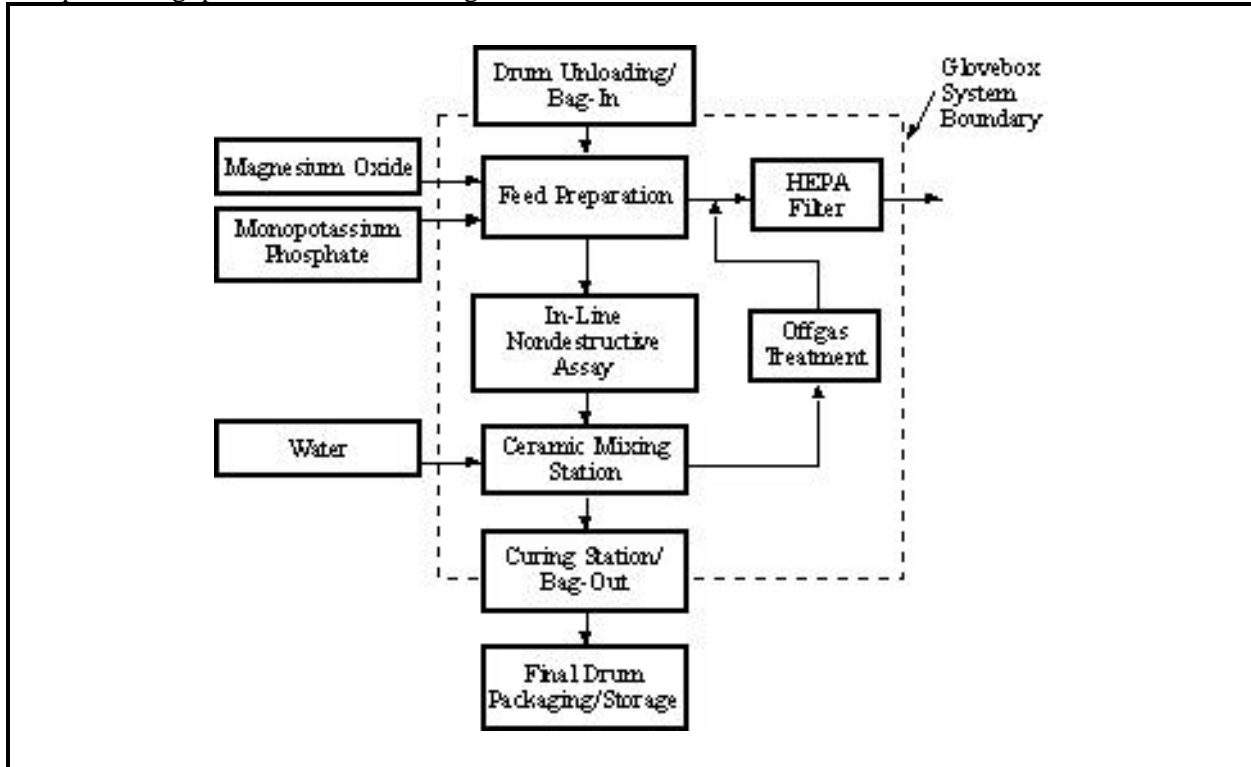 Drum Unloading/
Bag-In
Glovebox
System
Boundary
Magnesium Oxide
Feed Preparation
HEPA
Filter
Monopotassium
Phosphate
In-Line
Nondestructive
Assay
Offgas
Treatment
Water
Ceramic Mixing
Station
Curing Station/
Bag-Out
Final Drum
Packaging/Storage